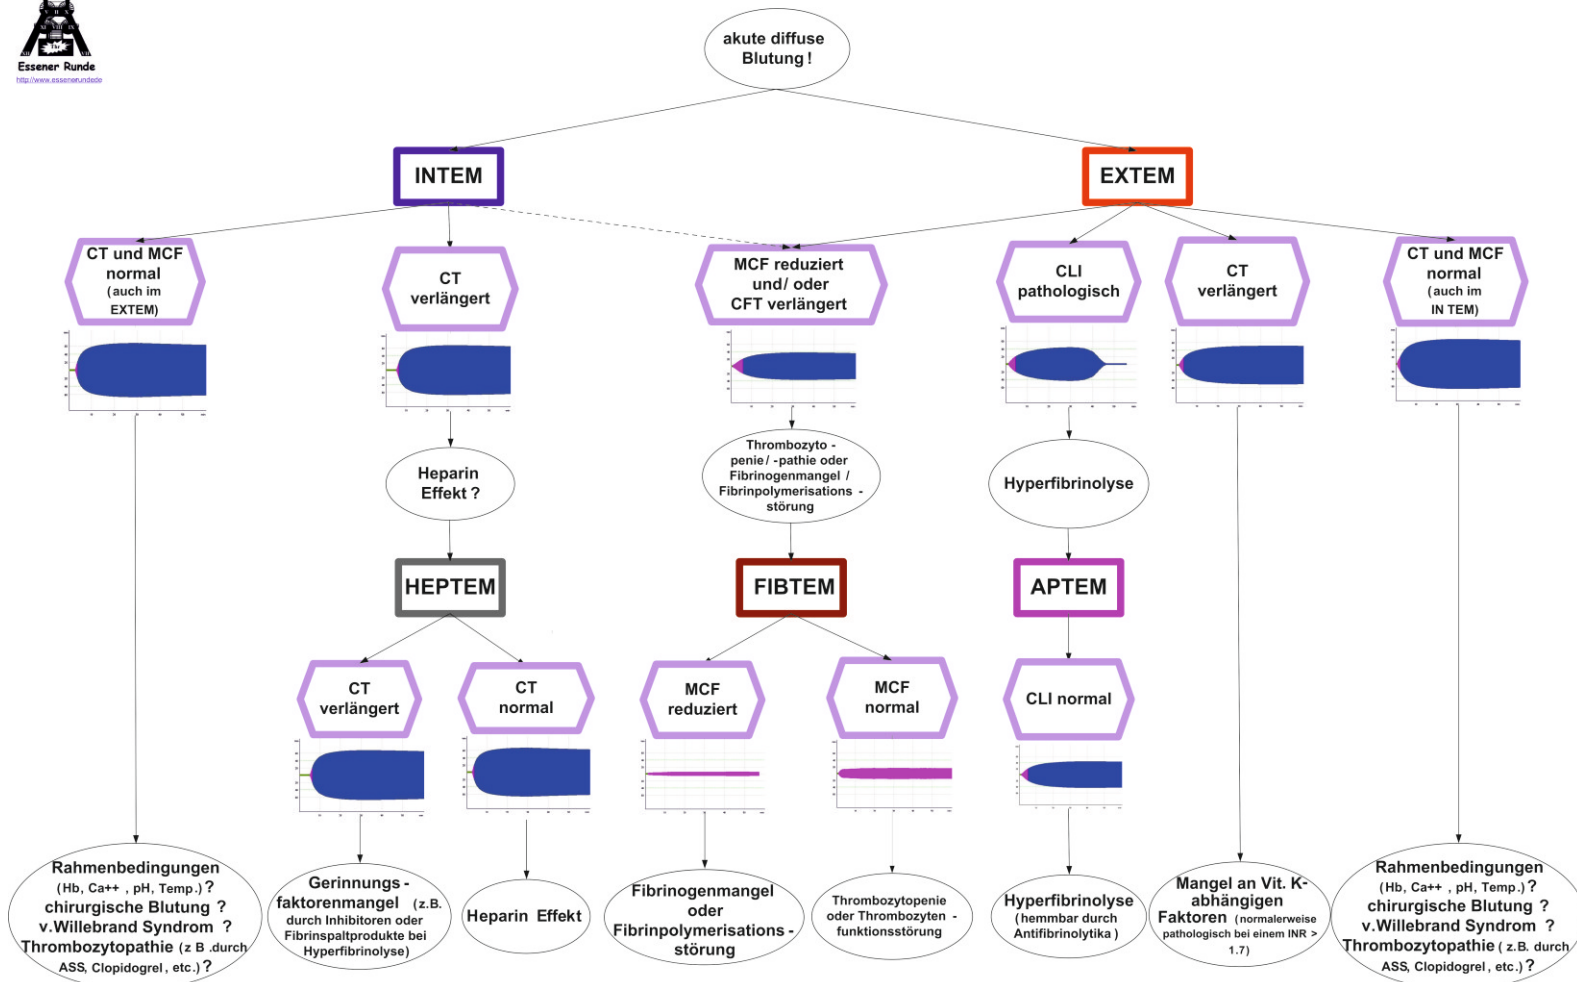 Essener Runde
http://www.essenerrunde.de
akute diffuse
Blutung !
INTEM
EXTEM
CT und MCF
normal
(auch im
EXTEM)
CT
verlängert
MCF reduziert
und/ oder
CFT verlängert
CLI
pathologisch
CT
verlängert
CT und MCF
normal
(auch im
IN TEM)
Heparin
Effekt ?
Thrombozyto -
penie/ -pathie oder
Fibrinogenmangel /
Fibrinpolymerisations -
störung
Hyperfibrinolyse
HEPTEM
FIBTEM
APTEM
CT
verlängert
CT
normal
MCF
reduziert
MCF
normal
CLI normal
Rahmenbedingungen
(Hb, Ca++ , pH, Temp.) ?
chirurgische Blutung ?
v.Willebrand Syndrom ?
Thrombozytopathie (z B .durch
ASS, Clopidogrel, etc.) ?
Gerinnungs -
faktorenmangel (z.B.
durch Inhibitoren oder
Fibrinspaltprodukte bei
Hyperfibrinolyse)
Heparin Effekt
Fibrinogenmangel
oder
Fibrinpolymerisations -
störung
Thrombozytopenie
oder Thrombozyten -
funktionsstörung
Hyperfibrinolyse
(hemmbar durch
Antifibrinolytika )
Mangel an Vit. K-
abhängigen
Faktoren (normalerweise
pathologisch bei einem INR >
1.7)
Rahmenbedingungen
(Hb, Ca++ , pH, Temp.) ?
chirurgische Blutung ?
v.Willebrand Syndrom ?
Thrombozytopathie ( z.B. durch
ASS, Clopidogrel , etc.) ?